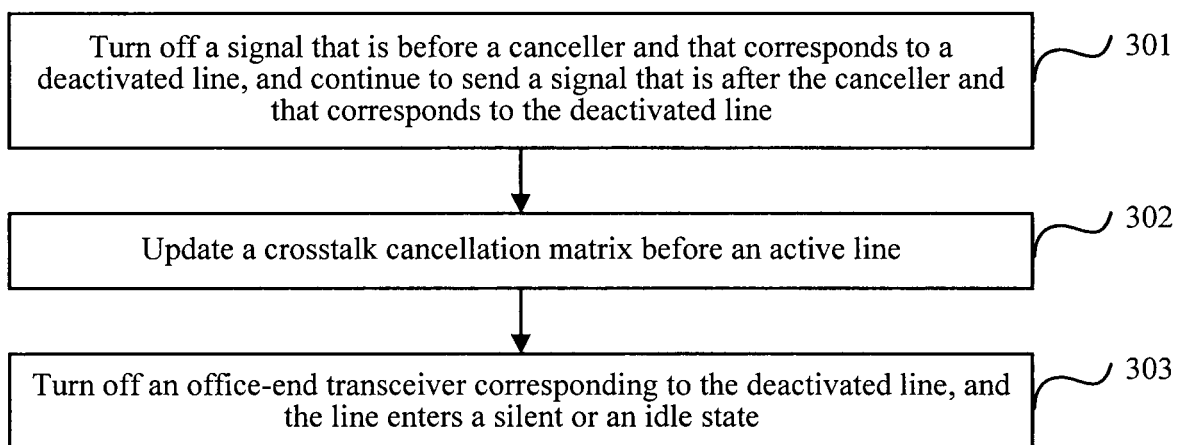 Turn off a signal that is before a canceller and that corresponds to a
deactivated line, and continue to send a signal that is after the canceller and
that corresponds to the deactivated line
301
Update a crosstalk cancellation matrix before an active line
302
Turn off an office-end transceiver corresponding to the deactivated line, and
the line enters a silent or an idle state
303